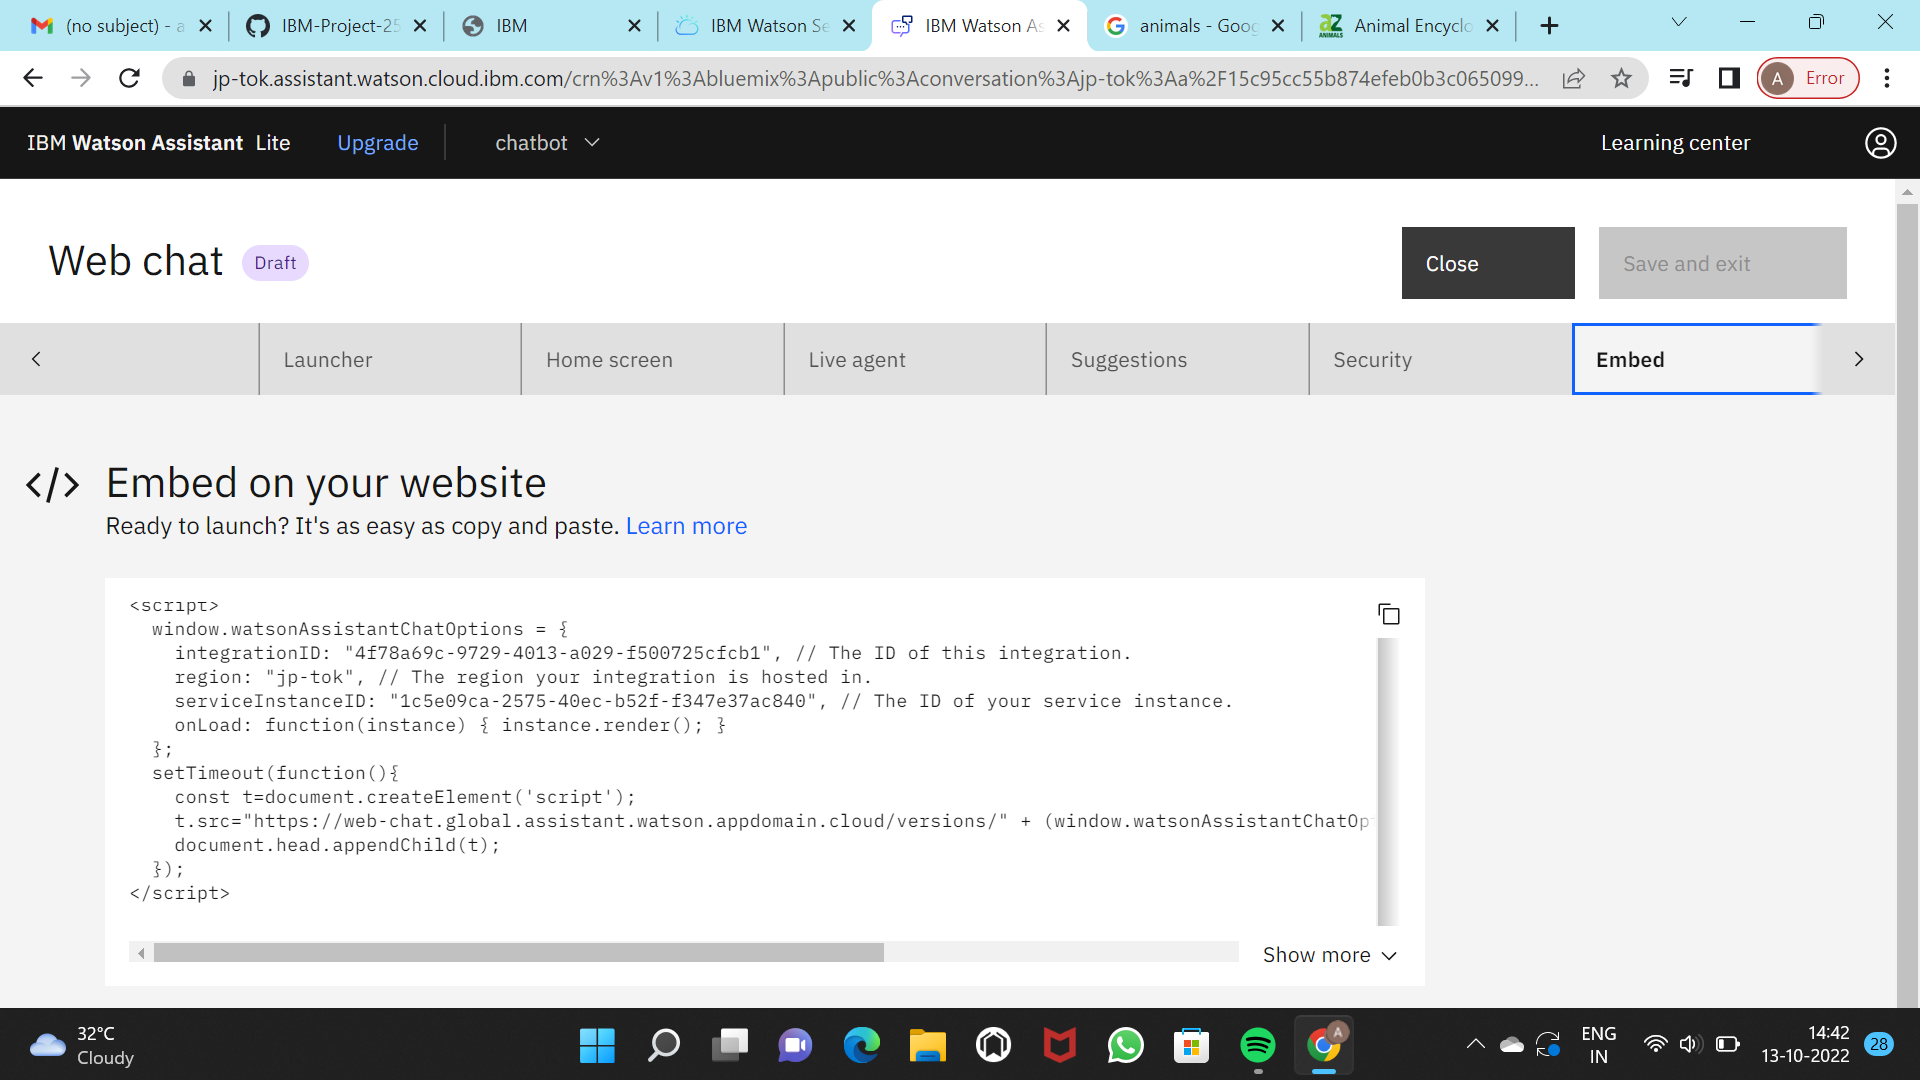 (no subject) - a
IBM-Project-25
IBM
IBM Watson Se
IBM Watson As
animals - Goog
Animal Encyclo
jp-tok.assistant.watson.cloud.ibm.com/crn%3Av1%3Abluemix%3Apublic%3Aconversation%3Ajp-tok%3Aa%2F15c95cc55b874efeb0b3c065099...
A Error
IBM Watson Assistant Lite
Upgrade
chatbot
Learning center
Web chat
Draft
Close
Save and exit
Launcher
Home screen
Live agent
Suggestions
Security
Embed
</> Embed on your website
Ready to launch? It's as easy as copy and paste. Learn more
<script>
window.watsonAssistantChatOptions = {
integrationID: "4f78a69c-9729-4013-a029-f500725cfcb1", // The ID of this integration.
region: "jp-tok", // The region your integration is hosted in.
serviceInstanceID: "1c5e09ca-2575-40ec-b52f-f347e37ac840", // The ID of your service instance.
onLoad: function(instance) { instance.render(); }
};
setTimeout(function(){
const t=document.createElement('script');
t.src="https://web-chat.global.assistant.watson.appdomain.cloud/versions/" + (window.watsonAssistantChatOp
document.head.appendChild(t);
});
</script>
Show more
32°C
Cloudy
A
ENG
IN
14:42
13-10-2022
28